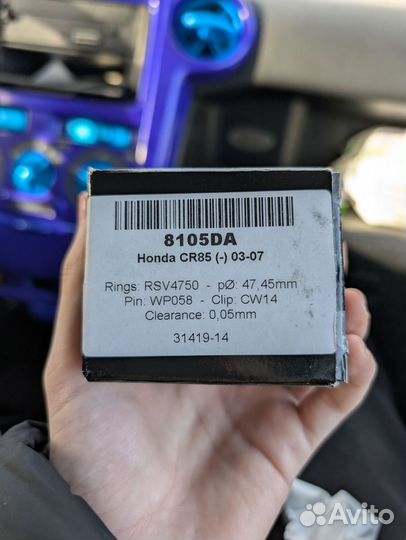 8105DA
Honda CR85 (-) 03-07
Rings: RSV4750 - pØ: 47,45mm
Pin: WP058 - Clip: CW14
Clearance: 0,05mm
31419-14
Avito